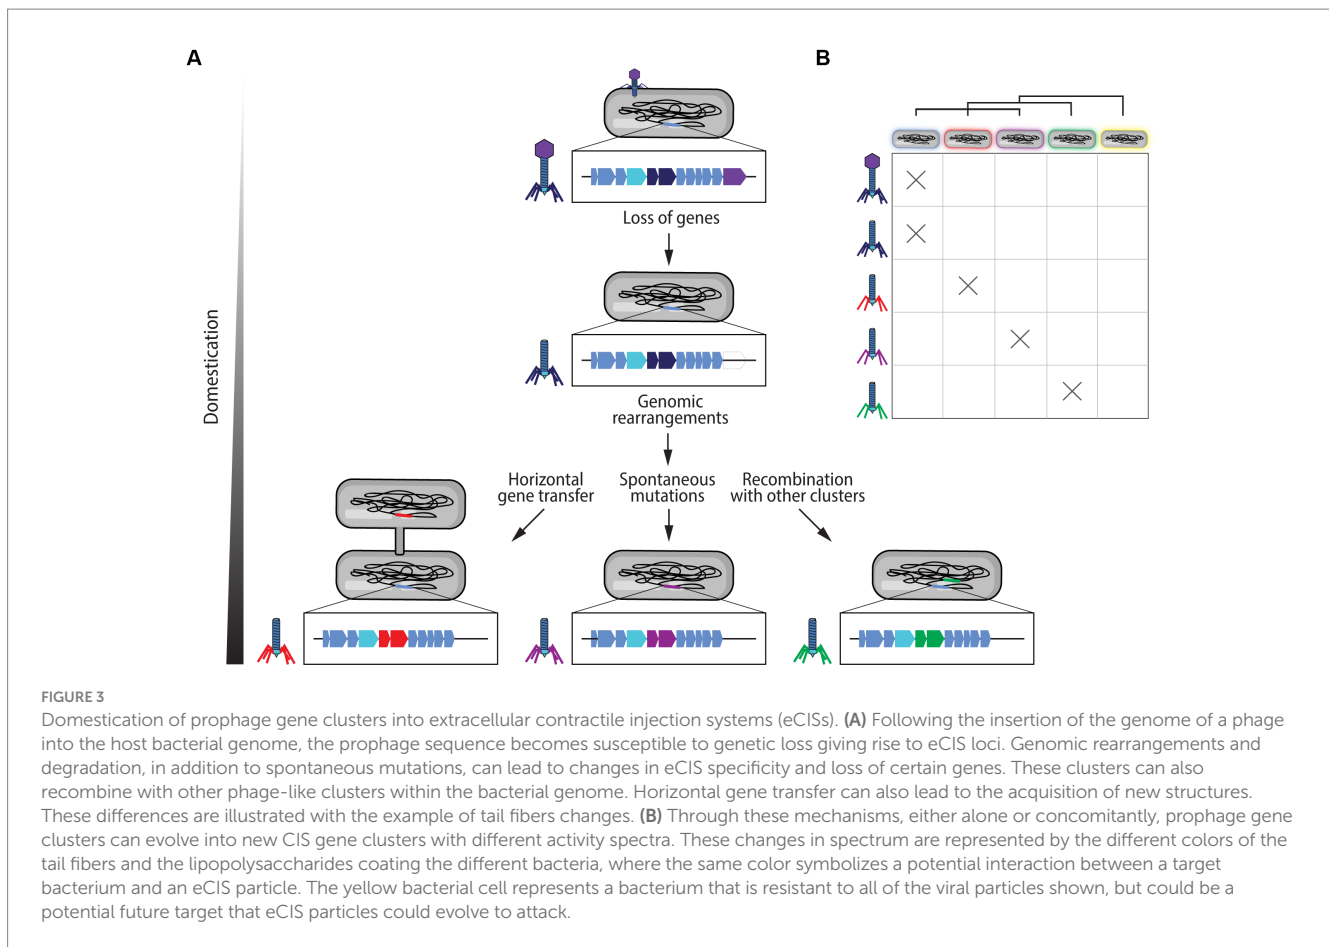 A
B
Loss of genes
Genomic
rearrangements
Domestication
Horizontal
gene transfer
Spontaneous
mutations
Recombination
with other clusters
FIGURE 3
Domestication of prophage gene clusters into extracellular contractile injection systems (eCISs). (A) Following the insertion of the genome of a phage
into the host bacterial genome, the prophage sequence becomes susceptible to genetic loss giving rise to eCIS loci. Genomic rearrangements and
degradation, in addition to spontaneous mutations, can lead to changes in eCIS specificity and loss of certain genes. These clusters can also
recombine with other phage-like clusters within the bacterial genome. Horizontal gene transfer can also lead to the acquisition of new structures.
These differences are illustrated with the example of tail fibers changes. (B) Through these mechanisms, either alone or concomitantly, prophage gene
clusters can evolve into new CIS gene clusters with different activity spectra. These changes in spectrum are represented by the different colors of the
tail fibers and the lipopolysaccharides coating the different bacteria, where the same color symbolizes a potential interaction between a target
bacterium and an eCIS particle. The yellow bacterial cell represents a bacterium that is resistant to all of the viral particles shown, but could be a
potential future target that eCIS particles could evolve to attack.